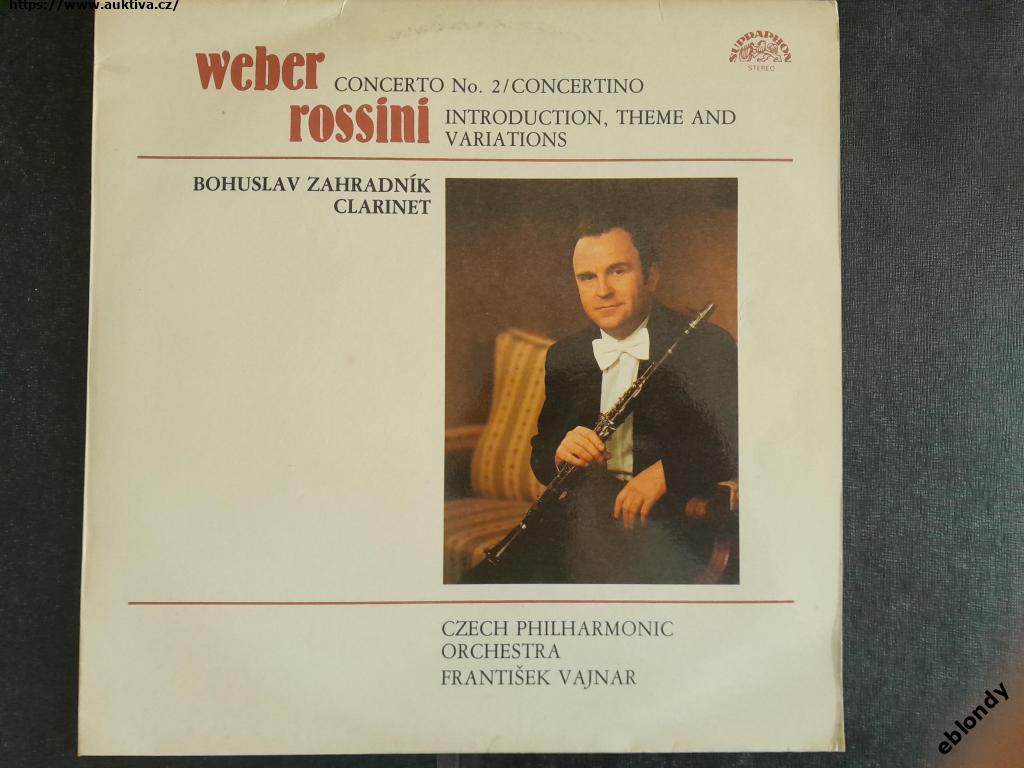 https://www.auktiva.cz/
weber CONCERTO No. 2/CONCERTINO
rossini INTRODUCTION, THEME AND
VARIATIONS
SUPRAPHON
STEREO
BOHUSLAV ZAHRADNÍK
CLARINET
CZECH PHILHARMONIC
ORCHESTRA
FRANTIŠEK VAJNAR
eblondy